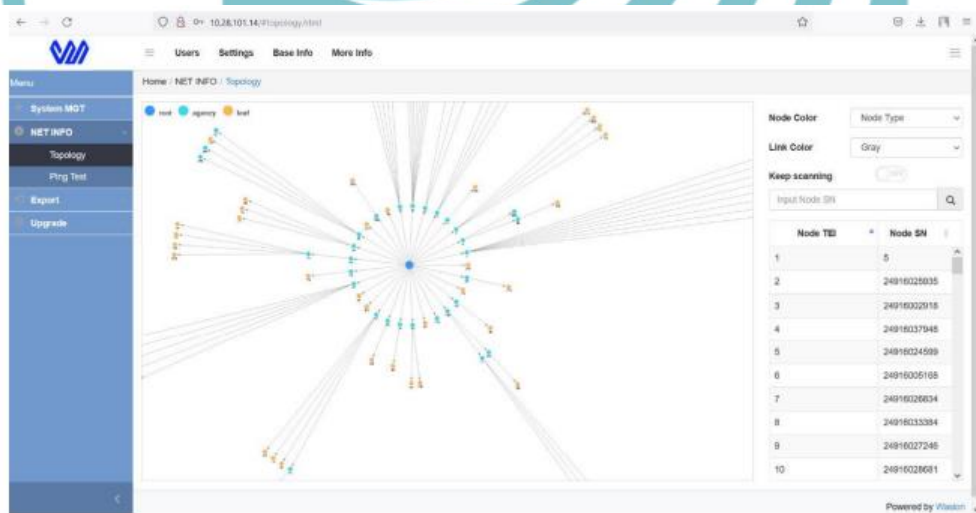 10.28.101.14/#topology.html
Users Settings Base Info More Info
Menu
Home / NET INFO / Topology
System MGT
NET INFO
Topology
Ping Test
Export
Upgrade
root agency leaf
Node Color Node Type
Link Color Gray
Keep scanning OFF
Input Node SN
Node TEI Node SN
1 5
2 24916025935
3 24916002918
4 24916037948
5 24916024599
6 24916005168
7 24916026834
8 24916033384
9 24916027246
10 24916028681
Powered by